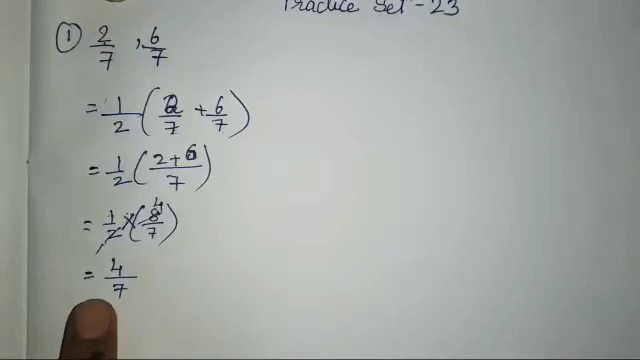 Practice Set - 23
① 2/7 , 6/7
= 1/2 ( 2/7 + 6/7 )
= 1/2 ( 2+6/7 )
= 1/2 × ( 8/7 ) 4
= 4/7